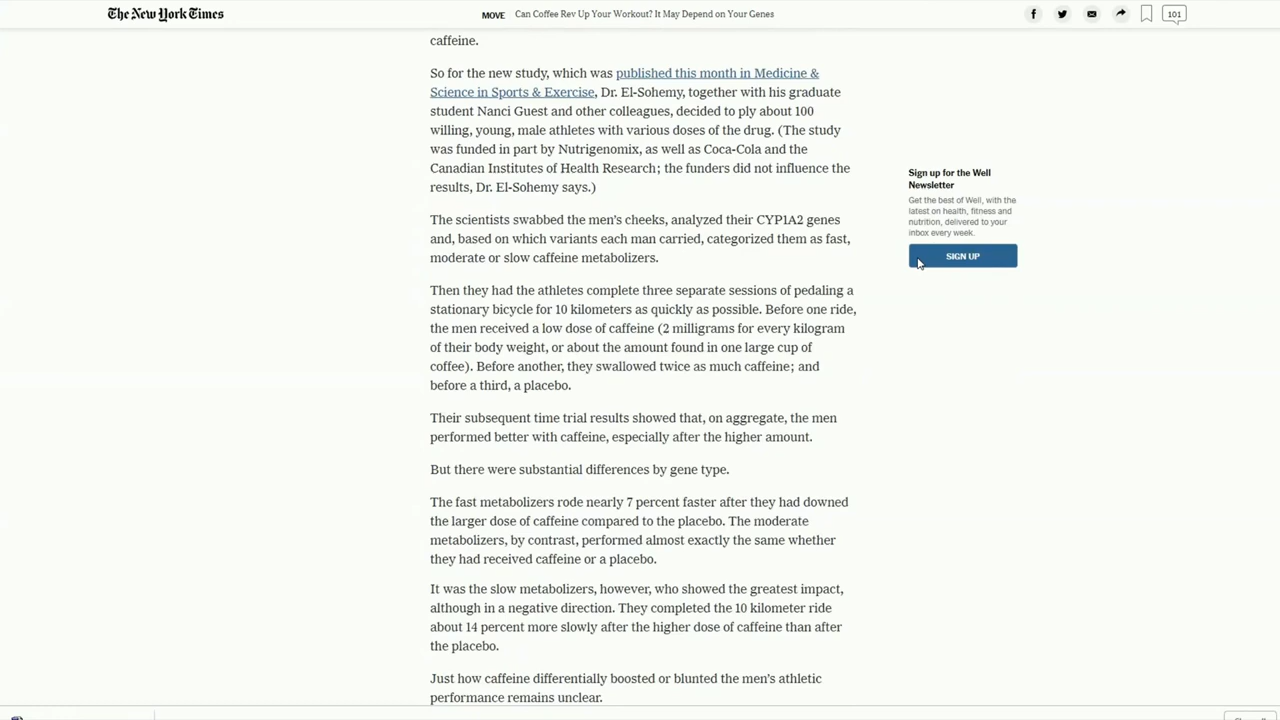 The New York Times
MOVE Can Coffee Rev Up Your Workout? It May Depend on Your Genes
101
caffeine.
So for the new study, which was published this month in Medicine &
Science in Sports & Exercise, Dr. El-Sohemy, together with his graduate
student Nanci Guest and other colleagues, decided to ply about 100
willing, young, male athletes with various doses of the drug. (The study
was funded in part by Nutrigenomix, as well as Coca-Cola and the
Canadian Institutes of Health Research; the funders did not influence the
results, Dr. El-Sohemy says.)
The scientists swabbed the men's cheeks, analyzed their CYP1A2 genes
and, based on which variants each man carried, categorized them as fast,
moderate or slow caffeine metabolizers.
Then they had the athletes complete three separate sessions of pedaling a
stationary bicycle for 10 kilometers as quickly as possible. Before one ride,
the men received a low dose of caffeine (2 milligrams for every kilogram
of their body weight, or about the amount found in one large cup of
coffee). Before another, they swallowed twice as much caffeine; and
before a third, a placebo.
Their subsequent time trial results showed that, on aggregate, the men
performed better with caffeine, especially after the higher amount.
But there were substantial differences by gene type.
The fast metabolizers rode nearly 7 percent faster after they had downed
the larger dose of caffeine compared to the placebo. The moderate
metabolizers, by contrast, performed almost exactly the same whether
they had received caffeine or a placebo.
It was the slow metabolizers, however, who showed the greatest impact,
although in a negative direction. They completed the 10 kilometer ride
about 14 percent more slowly after the higher dose of caffeine than after
the placebo.
Just how caffeine differentially boosted or blunted the men's athletic
performance remains unclear.
Sign up for the Well
Newsletter
Get the best of Well, with the
latest on health, fitness and
nutrition, delivered to your
inbox every week.
SIGN UP